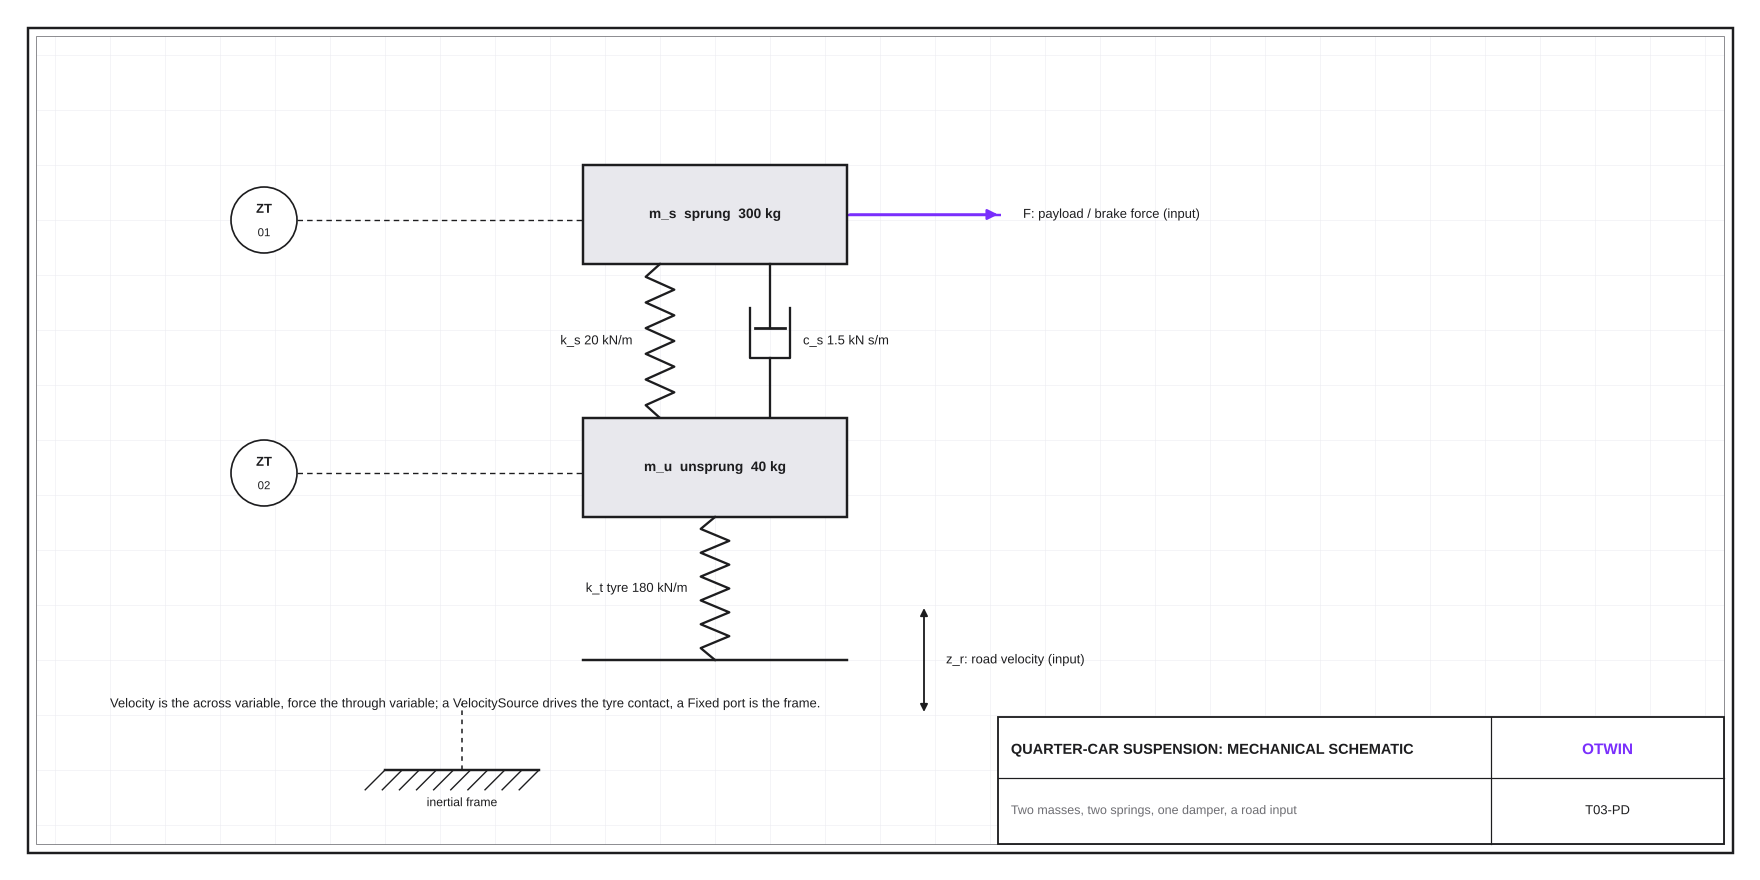 ZT
01
m_s  sprung  300 kg
F: payload / brake force (input)
k_s 20 kN/m
c_s 1.5 kN s/m
ZT
02
m_u  unsprung  40 kg
k_t tyre 180 kN/m
z_r: road velocity (input)
Velocity is the across variable, force the through variable; a VelocitySource drives the tyre contact, a Fixed port is the frame.
inertial frame
QUARTER-CAR SUSPENSION: MECHANICAL SCHEMATIC
OTWIN
Two masses, two springs, one damper, a road input
T03-PD